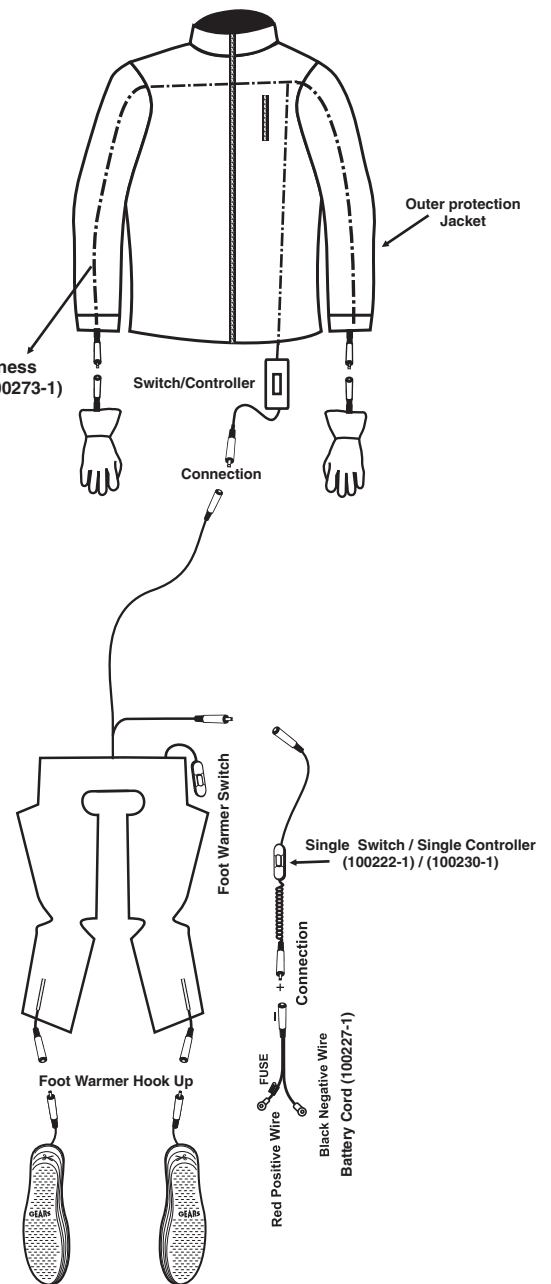 Outer protection
Jacket
ness
00273-1)
Switch/Controller
Connection
Foot Warmer Switch
Single Switch / Single Controller
(100222-1) / (100230-1)
Connection
+
FUSE
Red Positive Wire
Black Negative Wire
Battery Cord (100227-1)
Foot Warmer Hook Up
GEARS
GEARS